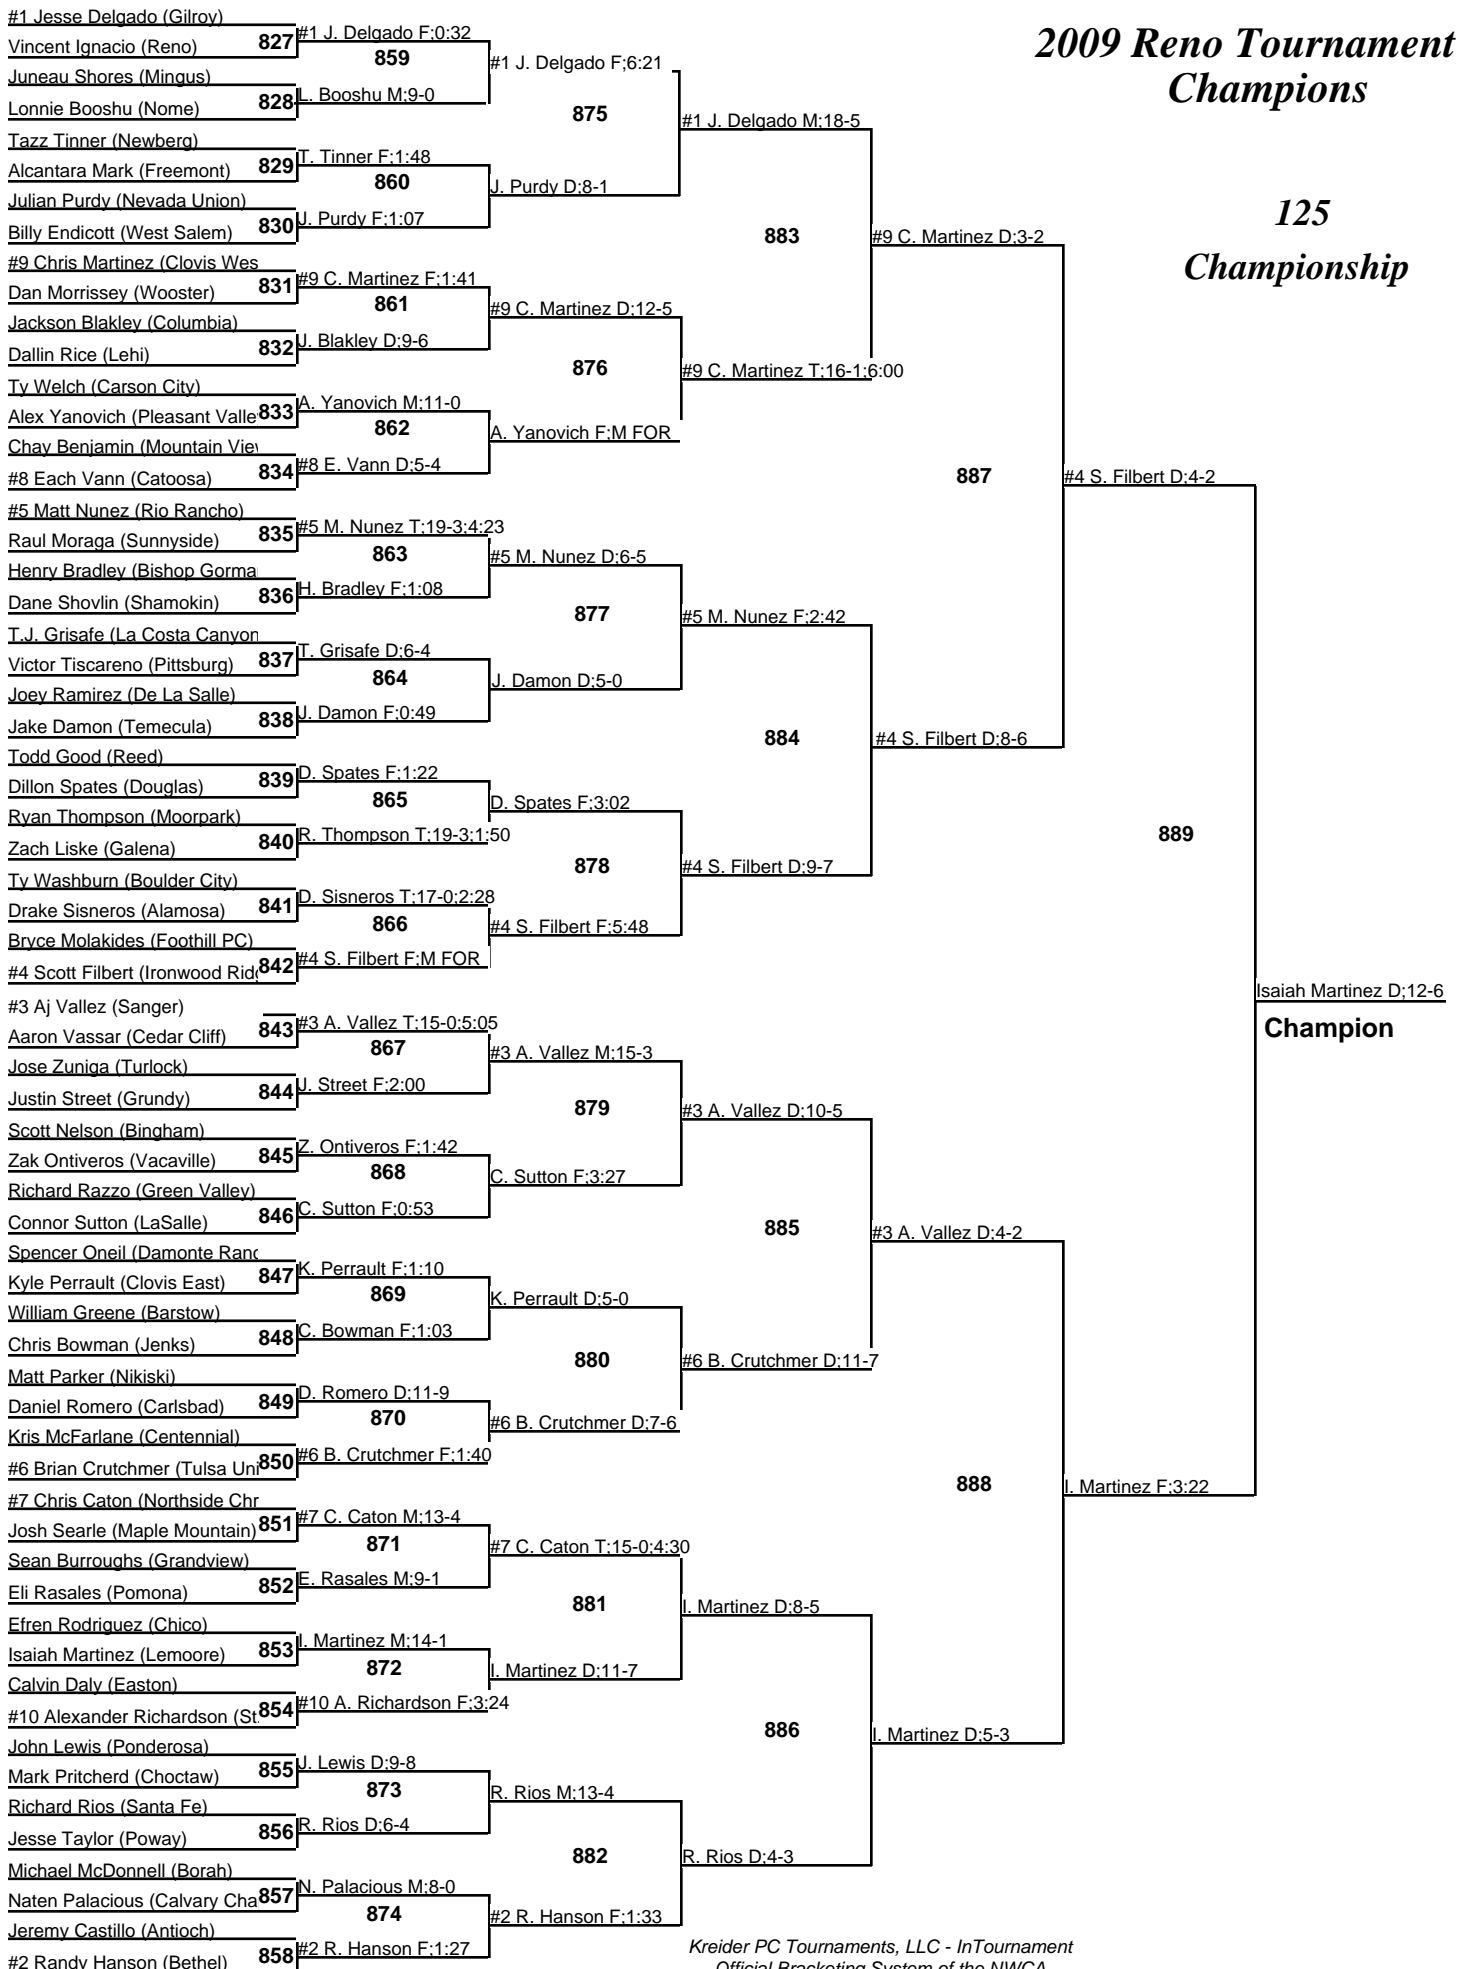 2009 Reno Tournament
Champions
125
Championship
#1 Jesse Delgado (Gilroy)
Vincent Ignacio (Reno)
827
Juneau Shores (Mingus)
Lonnie Booshu (Nome)
828
Tazz Tinner (Newberg)
Alcantara Mark (Freemont)
829
Julian Purdy (Nevada Union)
Billy Endicott (West Salem)
830
#9 Chris Martinez (Clovis Wes
Dan Morrissey (Wooster)
831
Jackson Blakley (Columbia)
Dallin Rice (Lehi)
832
Ty Welch (Carson City)
Alex Yanovich (Pleasant Valle
833
Chay Benjamin (Mountain Vie
#8 Each Vann (Catoosa)
834
#5 Matt Nunez (Rio Rancho)
Raul Moraga (Sunnyside)
835
Henry Bradley (Bishop Gorma
Dane Shovlin (Shamokin)
836
T.J. Grisafe (La Costa Canyon
Victor Tiscareno (Pittsburg)
837
Joey Ramirez (De La Salle)
Jake Damon (Temecula)
838
Todd Good (Reed)
Dillon Spates (Douglas)
839
Ryan Thompson (Moorpark)
Zach Liske (Galena)
840
Ty Washburn (Boulder City)
Drake Sisneros (Alamosa)
841
Bryce Molakides (Foothill PC)
#4 Scott Filbert (Ironwood Ridg
842
#3 Aj Vallez (Sanger)
Aaron Vassar (Cedar Cliff)
843
Jose Zuniga (Turlock)
Justin Street (Grundy)
844
Scott Nelson (Bingham)
Zak Ontiveros (Vacaville)
845
Richard Razzo (Green Valley)
Connor Sutton (LaSalle)
846
Spencer Oneil (Damonte Ranc
Kyle Perrault (Clovis East)
847
William Greene (Barstow)
Chris Bowman (Jenks)
848
Matt Parker (Nikiski)
Daniel Romero (Carlsbad)
849
Kris McFarlane (Centennial)
#6 Brian Crutchmer (Tulsa Uni
850
#7 Chris Caton (Northside Chr
Josh Searle (Maple Mountain)
851
Sean Burroughs (Grandview)
Eli Rasales (Pomona)
852
Efren Rodriguez (Chico)
Isaiah Martinez (Lemoore)
853
Calvin Daly (Easton)
#10 Alexander Richardson (St.
854
John Lewis (Ponderosa)
Mark Pritcherd (Choctaw)
855
Richard Rios (Santa Fe)
Jesse Taylor (Poway)
856
Michael McDonnell (Borah)
Naten Palacious (Calvary Cha
857
Jeremy Castillo (Antioch)
#2 Randy Hanson (Bethel)
858
#1 J. Delgado F;0:32
859
L. Booshu M;9-0
T. Tinner F;1:48
860
J. Purdy F;1:07
#9 C. Martinez F;1:41
861
J. Blakley D;9-6
A. Yanovich M;11-0
862
#8 E. Vann D;5-4
#5 M. Nunez T;19-3;4:23
863
H. Bradley F;1:08
T. Grisafe D;6-4
864
J. Damon F;0:49
D. Spates F;1:22
865
R. Thompson T;19-3;1:50
D. Sisneros T;17-0;2:28
866
#4 S. Filbert F;M FOR
#3 A. Vallez T;15-0;5:05
867
J. Street F;2:00
Z. Ontiveros F;1:42
868
C. Sutton F;0:53
K. Perrault F;1:10
869
C. Bowman F;1:03
D. Romero D;11-9
870
#6 B. Crutchmer F;1:40
#7 C. Caton M;13-4
871
E. Rasales M;9-1
I. Martinez M;14-1
872
#10 A. Richardson F;3:24
J. Lewis D;9-8
873
R. Rios D;6-4
N. Palacious M;8-0
874
#2 R. Hanson F;1:27
#1 J. Delgado F;6:21
875
J. Purdy D;8-1
#9 C. Martinez D;12-5
876
A. Yanovich F;M FOR
#5 M. Nunez D;6-5
877
J. Damon D;5-0
D. Spates F;3:02
878
#4 S. Filbert F;5:48
#3 A. Vallez M;15-3
879
C. Sutton F;3:27
K. Perrault D;5-0
880
#6 B. Crutchmer D;7-6
#7 C. Caton T;15-0;4:30
881
I. Martinez D;11-7
R. Rios M;13-4
882
#2 R. Hanson F;1:33
#1 J. Delgado M;18-5
883
#9 C. Martinez T;16-1;6:00
#5 M. Nunez F;2:42
884
#4 S. Filbert D;9-7
#3 A. Vallez D;10-5
885
#6 B. Crutchmer D;11-7
I. Martinez D;8-5
886
R. Rios D;4-3
#9 C. Martinez D;3-2
887
#4 S. Filbert D;8-6
#3 A. Vallez D;4-2
888
I. Martinez D;5-3
#4 S. Filbert D;4-2
889
I. Martinez F;3:22
Isaiah Martinez D;12-6
Champion
Kreider PC Tournaments, LLC - InTournament
Official Bracketing System of the NWCA